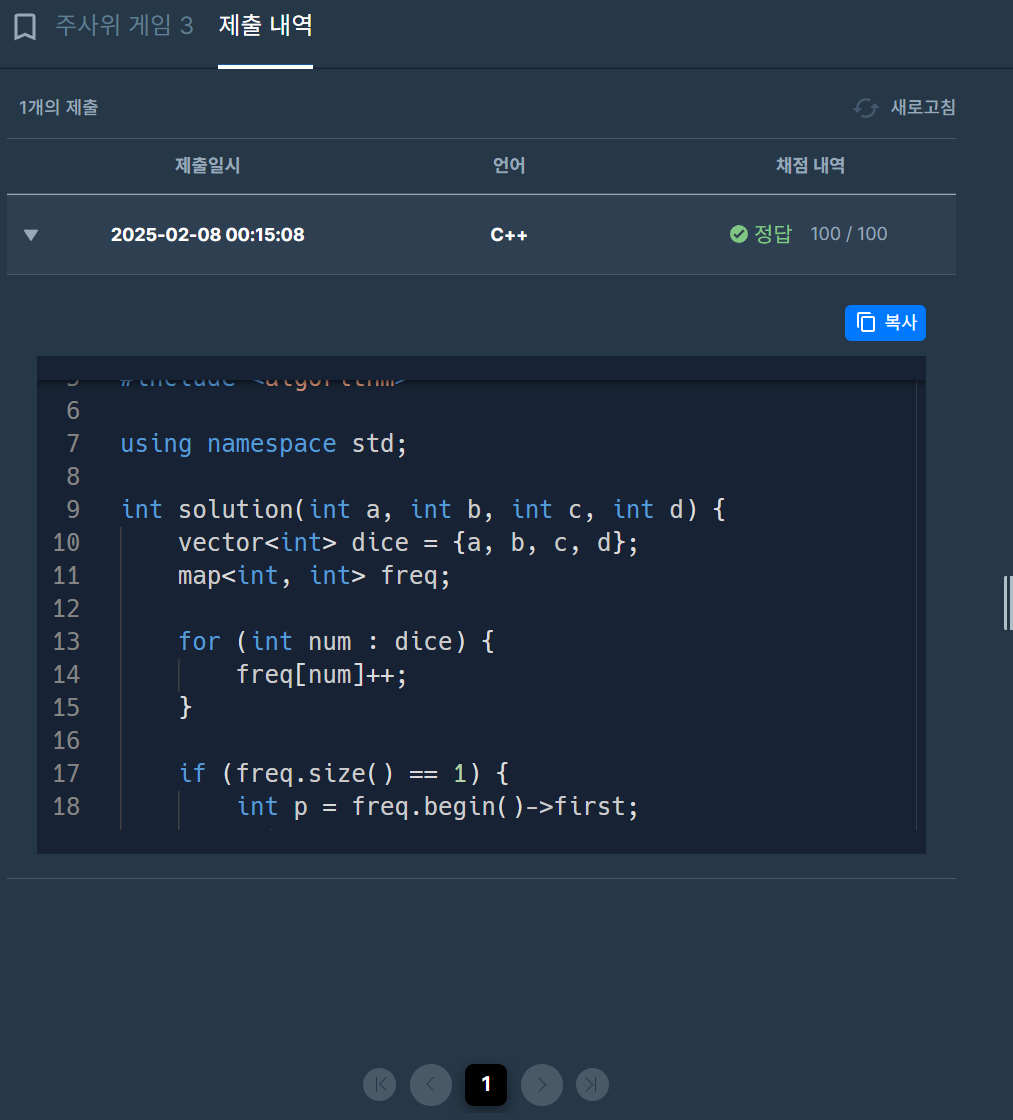 주사위 게임 3 제출 내역
1개의 제출 새로고침
제출일시 언어 채점 내역
2025-02-08 00:15:08 C++ 정답 100 / 100
복사
5 #include <algorithm>
6
7 using namespace std;
8
9 int solution(int a, int b, int c, int d) {
10 vector<int> dice = {a, b, c, d};
11 map<int, int> freq;
12
13 for (int num : dice) {
14 freq[num]++;
15 }
16
17 if (freq.size() == 1) {
18 int p = freq.begin()->first;
1